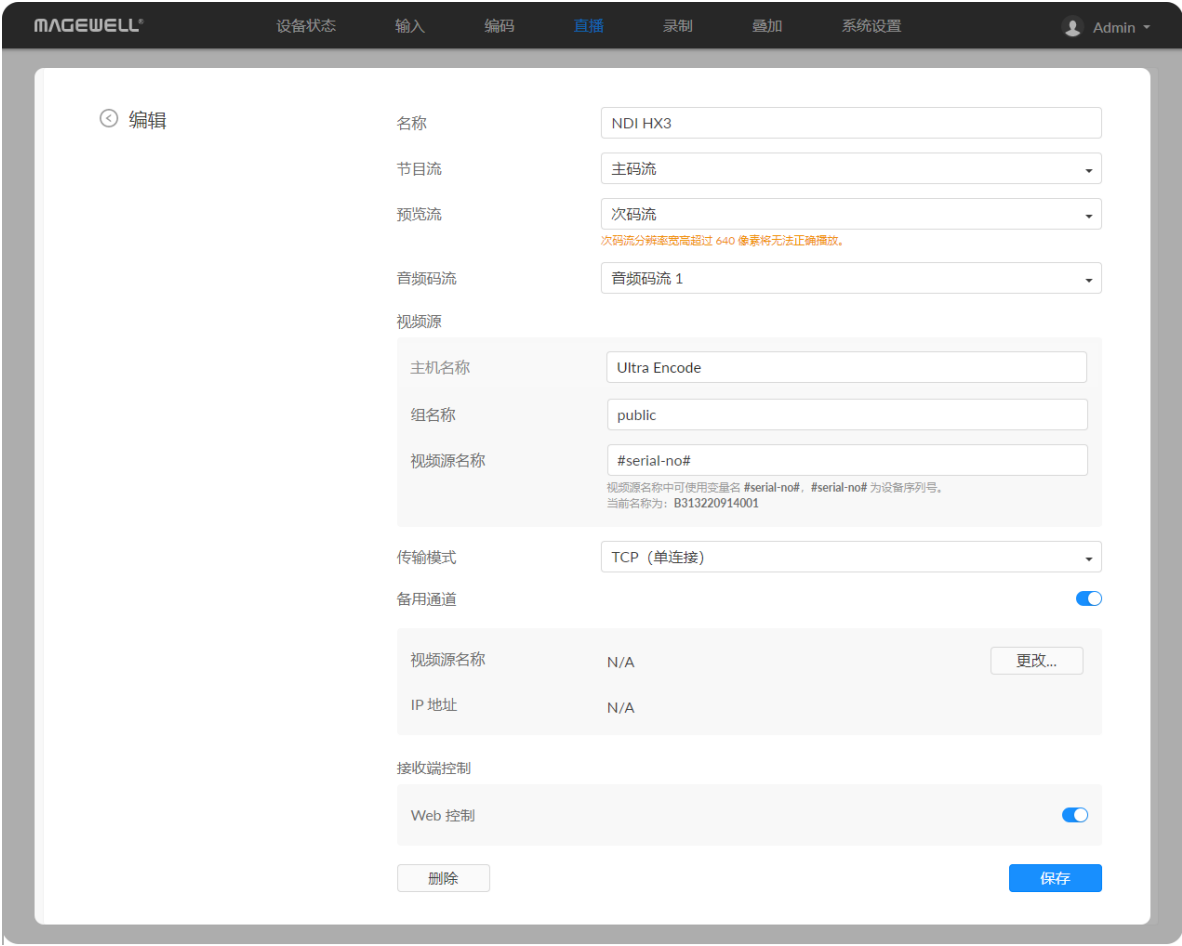 MAGEWELL®
设备状态 输入 编码 直播 录制 叠加 系统设置 Admin
编辑
名称 NDI HX3
节目流 主码流
预览流 次码流
次码流分辨率宽高超过 640 像素将无法正确播放。
音频码流 音频码流 1
视频源
主机名称 Ultra Encode
组名称 public
视频源名称 #serial-no#
视频源名称中可使用变量名 #serial-no#，#serial-no# 为设备序列号。
当前名称为：B313220914001
传输模式 TCP（单连接）
备用通道
视频源名称 N/A 更改...
IP 地址 N/A
接收端控制
Web 控制
删除 保存